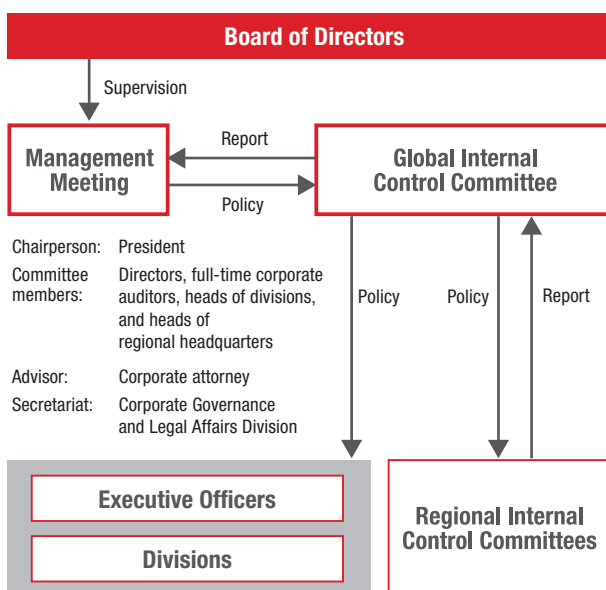 Board of Directors
Supervision
Management
Meeting
Report
Policy
Global Internal
Control Committee
Chairperson: President
Committee Directors, full-time corporate
members: auditors, heads of divisions,
and heads of
regional headquarters
Advisor: Corporate attorney
Secretariat: Corporate Governance
and Legal Affairs Division
Policy
Policy
Report
Executive Officers
Divisions
Regional Internal
Control Committees